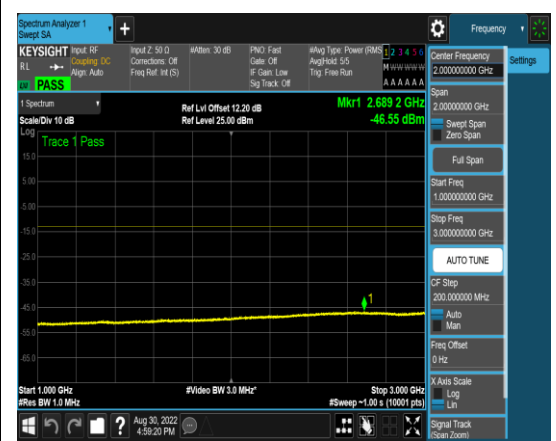 Spectrum Analyzer 1
Swept SA
+
Frequency
KEYSIGHT
RL
Input: RF
Coupling: DC
Align: Auto
Input Z: 50 Ω
Corrections: Off
Freq Ref: Int (S)
#Atten: 30 dB
PNO: Fast
Gate: Off
IF Gain: Low
Sig Track: Off
#Avg Type: Power (RMS
Avg|Hold: 5/5
Trig: Free Run
1 2 3 4 5 6
M W W W W W
A A A A A A
PASS
1 Spectrum
Scale/Div 10 dB
Log
Ref Lvl Offset 12.20 dB
Ref Level 25.00 dBm
Mkr1 2.689 2 GHz
-46.55 dBm
Trace 1 Pass
15.0
5.00
-5.00
-15.0
-25.0
-35.0
-45.0
-55.0
-65.0
1
Start 1.000 GHz
#Res BW 1.0 MHz
#Video BW 3.0 MHz*
Stop 3.000 GHz
#Sweep ~1.00 s (10001 pts)
?
Aug 30, 2022
4:59:20 PM
Center Frequency
2.000000000 GHz
Settings
Span
2.00000000 GHz
Swept Span
Zero Span
Full Span
Start Freq
1.000000000 GHz
Stop Freq
3.000000000 GHz
AUTO TUNE
CF Step
200.000000 MHz
Auto
Man
Freq Offset
0 Hz
X Axis Scale
Log
Lin
Signal Track
(Span Zoom)